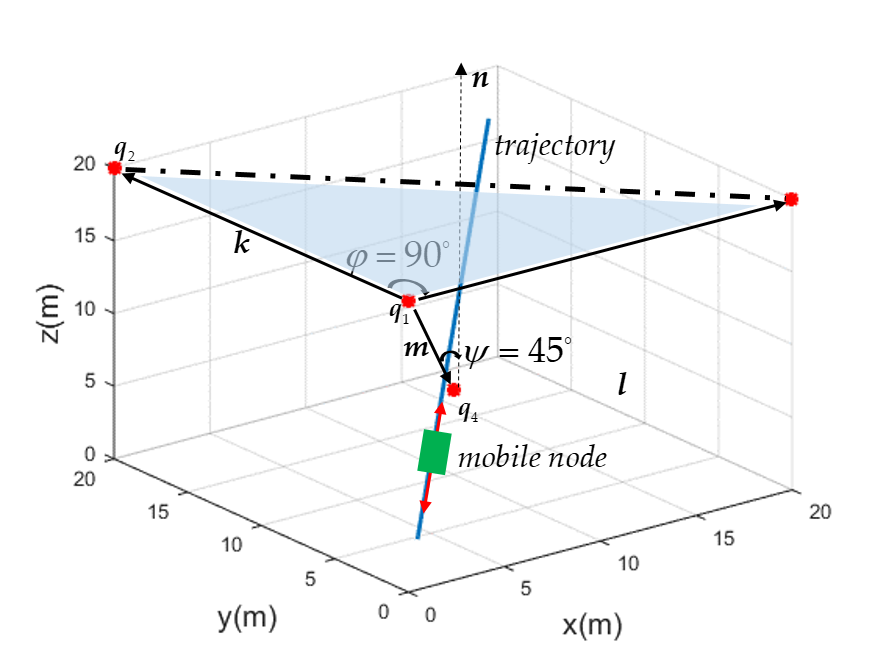 n
trajectory
q2
20
k
φ = 90°
15
q1
10
m
ψ = 45°
z(m)
5
l
q4
mobile node
0
20
15
10
5
0
y(m)
0
5
10
15
20
x(m)